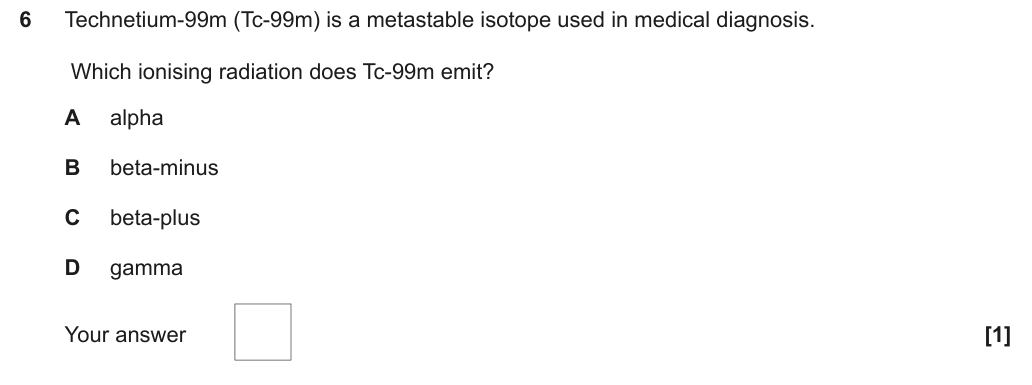 6 Technetium-99m (Tc-99m) is a metastable isotope used in medical diagnosis.
Which ionising radiation does Tc-99m emit?
A alpha
B beta-minus
C beta-plus
D gamma
Your answer [1]